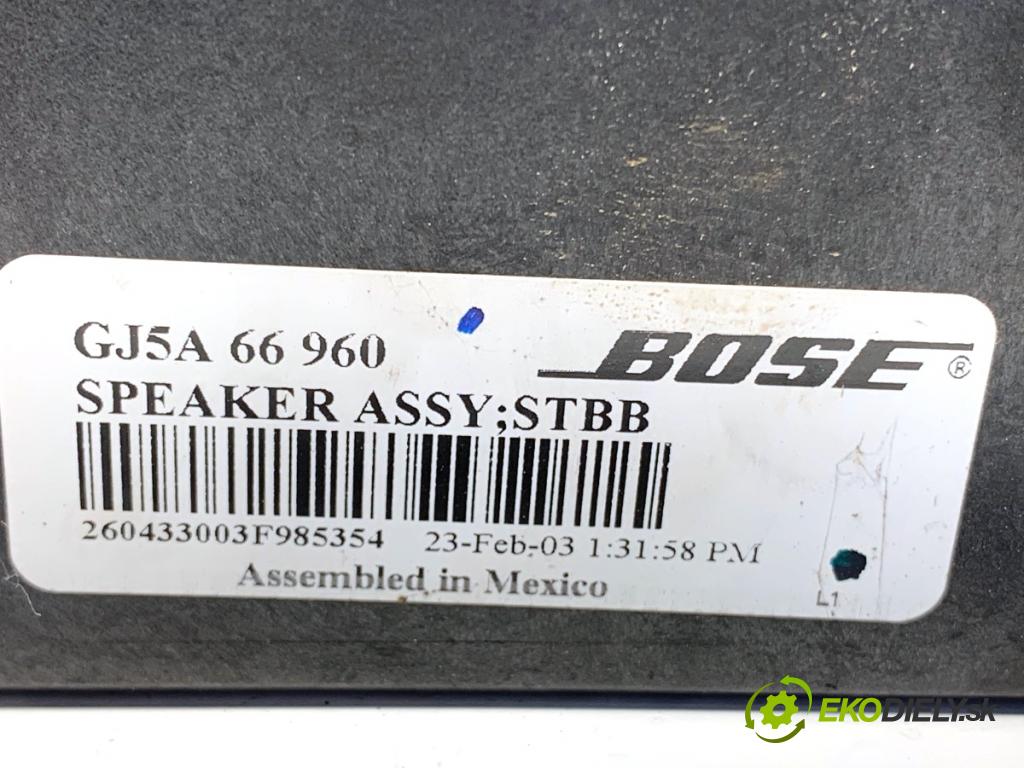 GJ5A 66 960
BOSE®
SPEAKER ASSY;STBB
260433003F985354 23-Feb-03 1:31:58 PM
Assembled in Mexico
L1
EKODIELY.SK